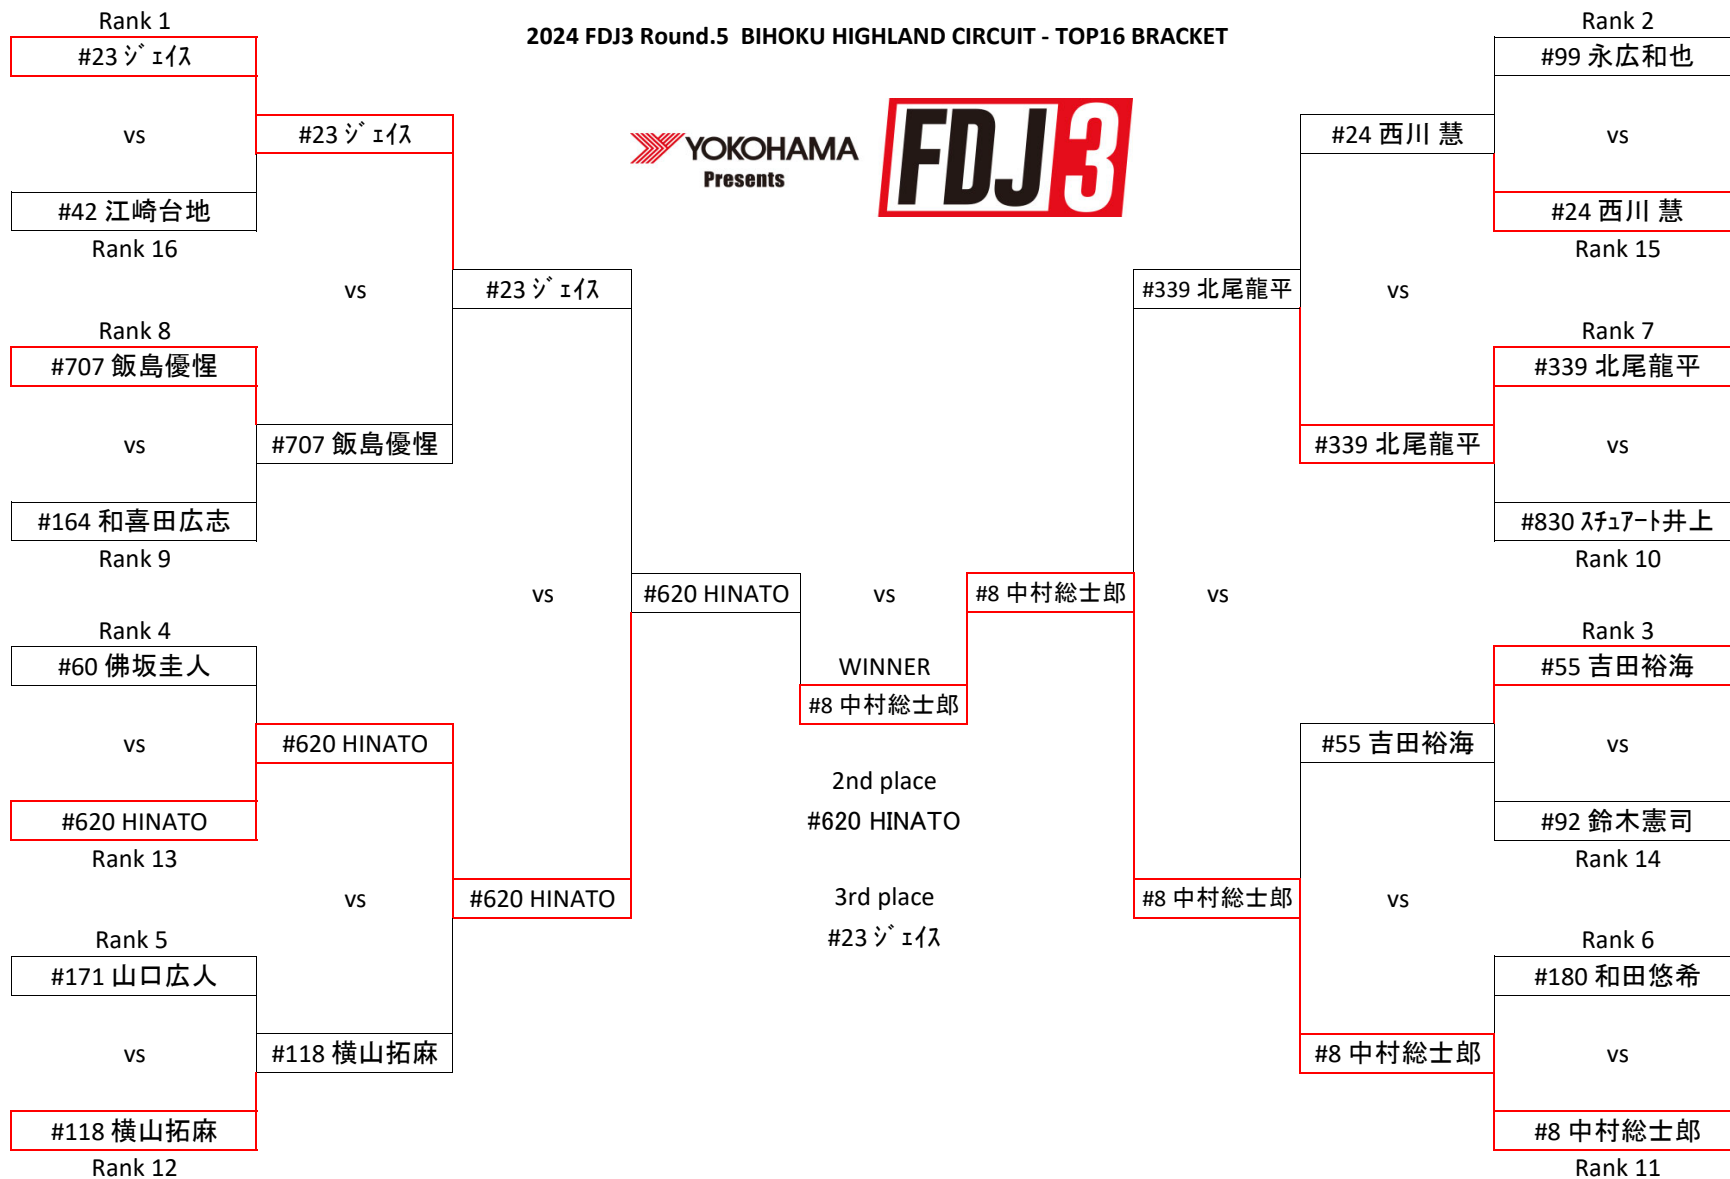 2024 FDJ3 Round.5  BIHOKU HIGHLAND CIRCUIT - TOP16 BRACKET
YOKOHAMA
Presents
FDJ3
Rank 1
#23 ｼﾞｪｲｽ
vs
#42 江崎台地
Rank 16
Rank 8
#707 飯島優惺
vs
#164 和喜田広志
Rank 9
Rank 4
#60 佛坂圭人
vs
#620 HINATO
Rank 13
Rank 5
#171 山口広人
vs
#118 横山拓麻
Rank 12
#23 ｼﾞｪｲｽ
vs
#707 飯島優惺
#620 HINATO
vs
#118 横山拓麻
#23 ｼﾞｪｲｽ
vs
#620 HINATO
#620 HINATO
vs
#8 中村総士郎
WINNER
#8 中村総士郎
2nd place
#620 HINATO
3rd place
#23 ｼﾞｪｲｽ
#339 北尾龍平
vs
#8 中村総士郎
#24 西川 慧
vs
#339 北尾龍平
#55 吉田裕海
vs
#8 中村総士郎
Rank 2
#99 永広和也
vs
#24 西川 慧
Rank 15
Rank 7
#339 北尾龍平
vs
#830 ｽﾁｭｱｰﾄ井上
Rank 10
Rank 3
#55 吉田裕海
vs
#92 鈴木憲司
Rank 14
Rank 6
#180 和田悠希
vs
#8 中村総士郎
Rank 11